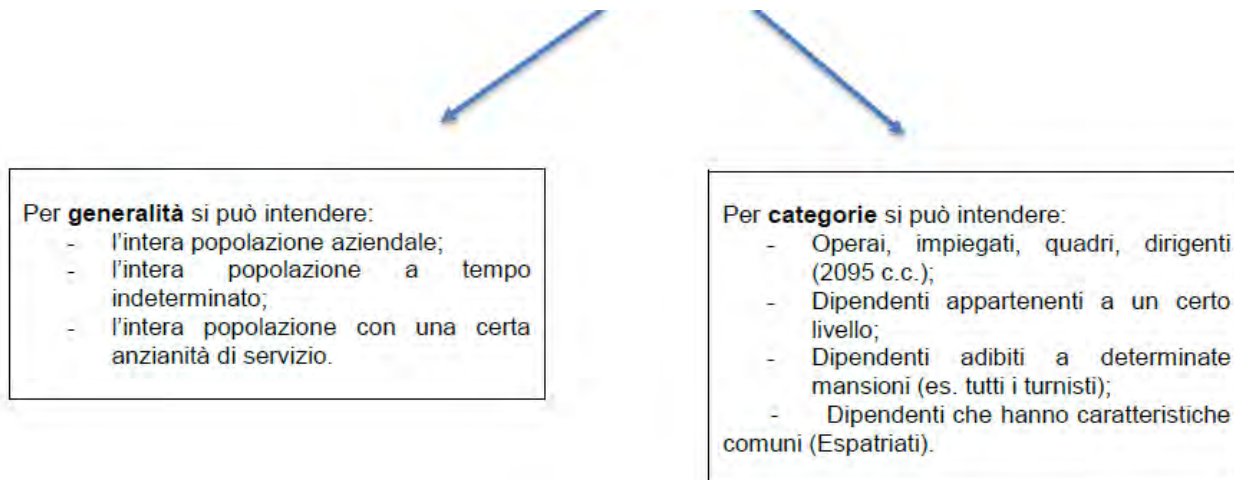 Per generalità si può intendere:
- l'intera popolazione aziendale;
- l'intera popolazione a tempo
indeterminato;
- l'intera popolazione con una certa
anzianità di servizio.
Per categorie si può intendere:
- Operai, impiegati, quadri, dirigenti
(2095 c.c.);
- Dipendenti appartenenti a un certo
livello;
- Dipendenti adibiti a determinate
mansioni (es. tutti i turnisti);
- Dipendenti che hanno caratteristiche
comuni (Espatriati).